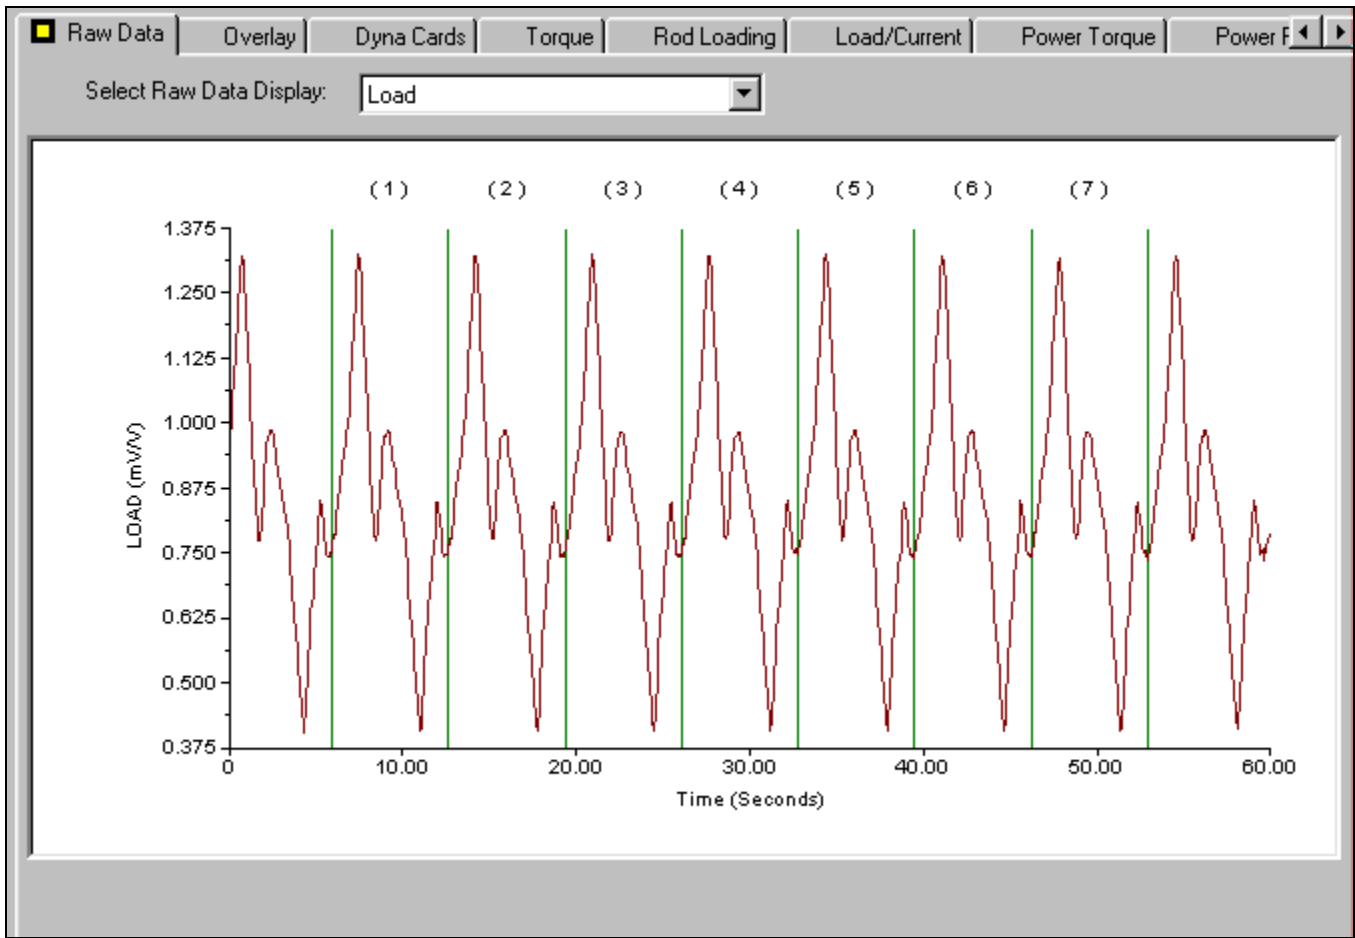 Raw Data Overlay Dyna Cards Torque Rod Loading Load/Current Power Torque Power
Select Raw Data Display: Load
(1) (2) (3) (4) (5) (6) (7)
1.375
1.250
1.125
1.000
0.875
0.750
0.625
0.500
0.375
LOAD (mV/V)
0 10.00 20.00 30.00 40.00 50.00 60.00
Time (Seconds)